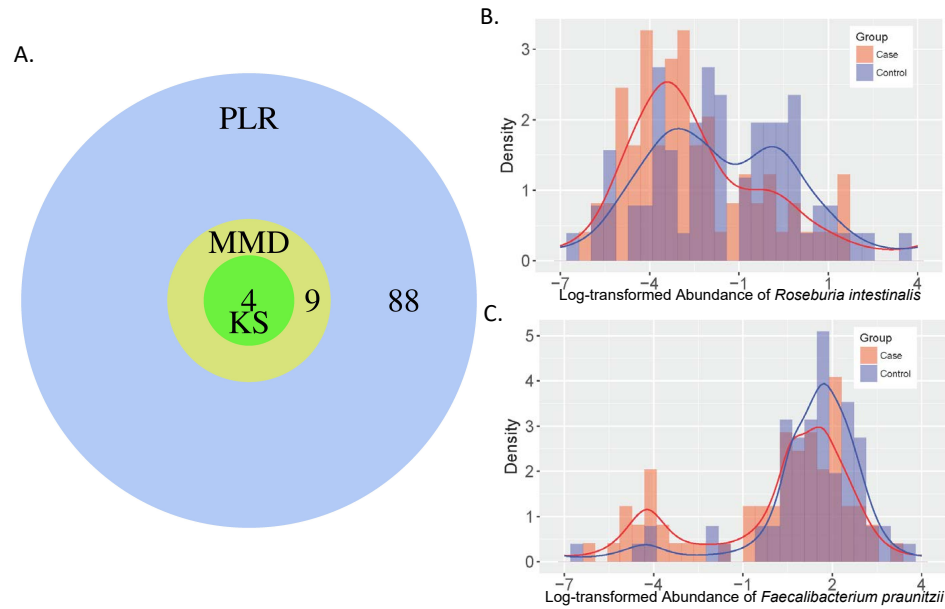 A.
PLR
MMD
4
KS
9
88
B.
Group
Case
Control
Density
3
2
1
0
−7
−4
−1
1
4
Log-transformed Abundance of Roseburia intestinalis
C.
Group
Case
Control
Density
5
4
3
2
1
0
−7
−4
−1
2
4
Log-transformed Abundance of Faecalibacterium praunitzii